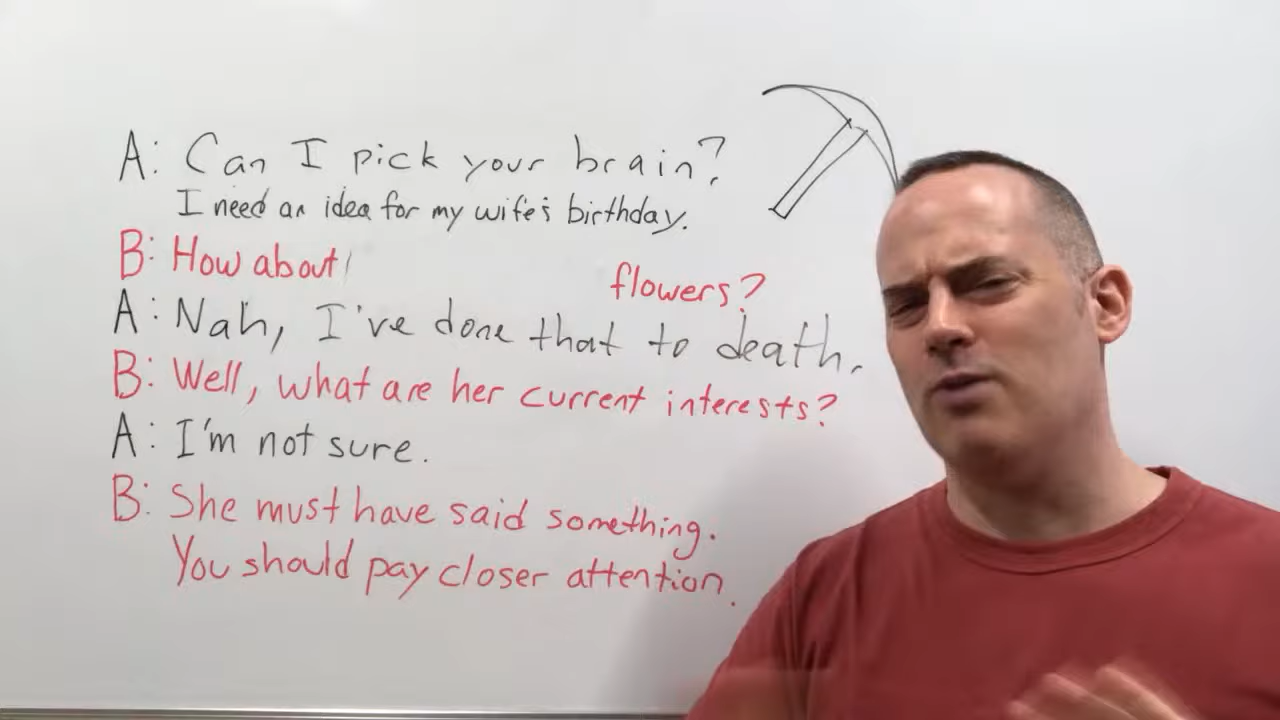 A: Can I pick your brain?
I need an idea for my wife's birthday.
B: How about flowers?
A: Nah, I've done that to death.
B: Well, what are her current interests?
A: I'm not sure.
B: She must have said something.
You should pay closer attention.